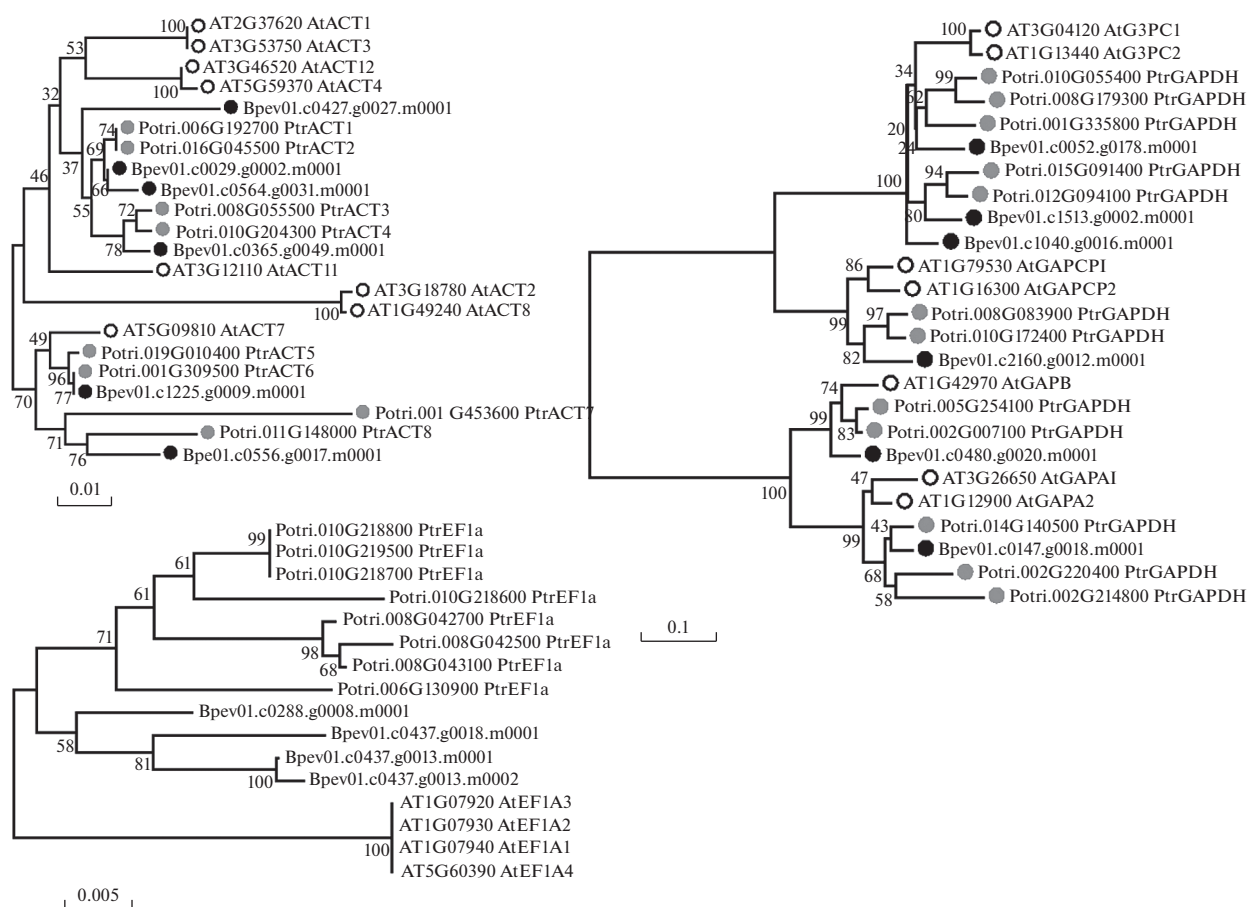 AT2G37620 AtACT1
100
AT3G53750 AtACT3
53
AT3G46520 AtACT12
100
AT5G59370 AtACT4
32
Bpev01.c0427.g0027.m0001
74
Potri.006G192700 PtrACT1
69
Potri.016G045500 PtrACT2
37
Bpev01.c0029.g0002.m0001
46
66
Bpev01.c0564.g0031.m0001
55
72
Potri.008G055500 PtrACT3
Potri.010G204300 PtrACT4
78
Bpev01.c0365.g0049.m0001
AT3G12110 AtACT11
AT3G18780 AtACT2
100
AT1G49240 AtACT8
49
AT5G09810 AtACT7
Potri.019G010400 PtrACT5
96
Potri.001G309500 PtrACT6
77
Bpev01.c1225.g0009.m0001
70
Potri.001 G453600 PtrACT7
71
Potri.011G148000 PtrACT8
76
Bpe01.c0556.g0017.m0001
0.01
100
AT3G04120 AtG3PC1
AT1G13440 AtG3PC2
34
99
Potri.010G055400 PtrGAPDH
62
Potri.008G179300 PtrGAPDH
20
Potri.001G335800 PtrGAPDH
24
Bpev01.c0052.g0178.m0001
94
Potri.015G091400 PtrGAPDH
100
Potri.012G094100 PtrGAPDH
80
Bpev01.c1513.g0002.m0001
Bpev01.c1040.g0016.m0001
86
AT1G79530 AtGAPCPI
AT1G16300 AtGAPCP2
99
97
Potri.008G083900 PtrGAPDH
Potri.010G172400 PtrGAPDH
82
Bpev01.c2160.g0012.m0001
74
AT1G42970 AtGAPB
99
Potri.005G254100 PtrGAPDH
83
Potri.002G007100 PtrGAPDH
Bpev01.c0480.g0020.m0001
100
47
AT3G26650 AtGAPAI
AT1G12900 AtGAPA2
99
43
Potri.014G140500 PtrGAPDH
Bpev01.c0147.g0018.m0001
68
Potri.002G220400 PtrGAPDH
58
Potri.002G214800 PtrGAPDH
0.1
Potri.010G218800 PtrEF1a
99
Potri.010G219500 PtrEF1a
61
Potri.010G218700 PtrEF1a
61
Potri.010G218600 PtrEF1a
Potri.008G042700 PtrEF1a
71
98
Potri.008G042500 PtrEF1a
68
Potri.008G043100 PtrEF1a
Potri.006G130900 PtrEF1a
Bpev01.c0288.g0008.m0001
58
Bpev01.c0437.g0018.m0001
81
Bpev01.c0437.g0013.m0001
100
Bpev01.c0437.g0013.m0002
AT1G07920 AtEF1A3
AT1G07930 AtEF1A2
100
AT1G07940 AtEF1A1
AT5G60390 AtEF1A4
0.005